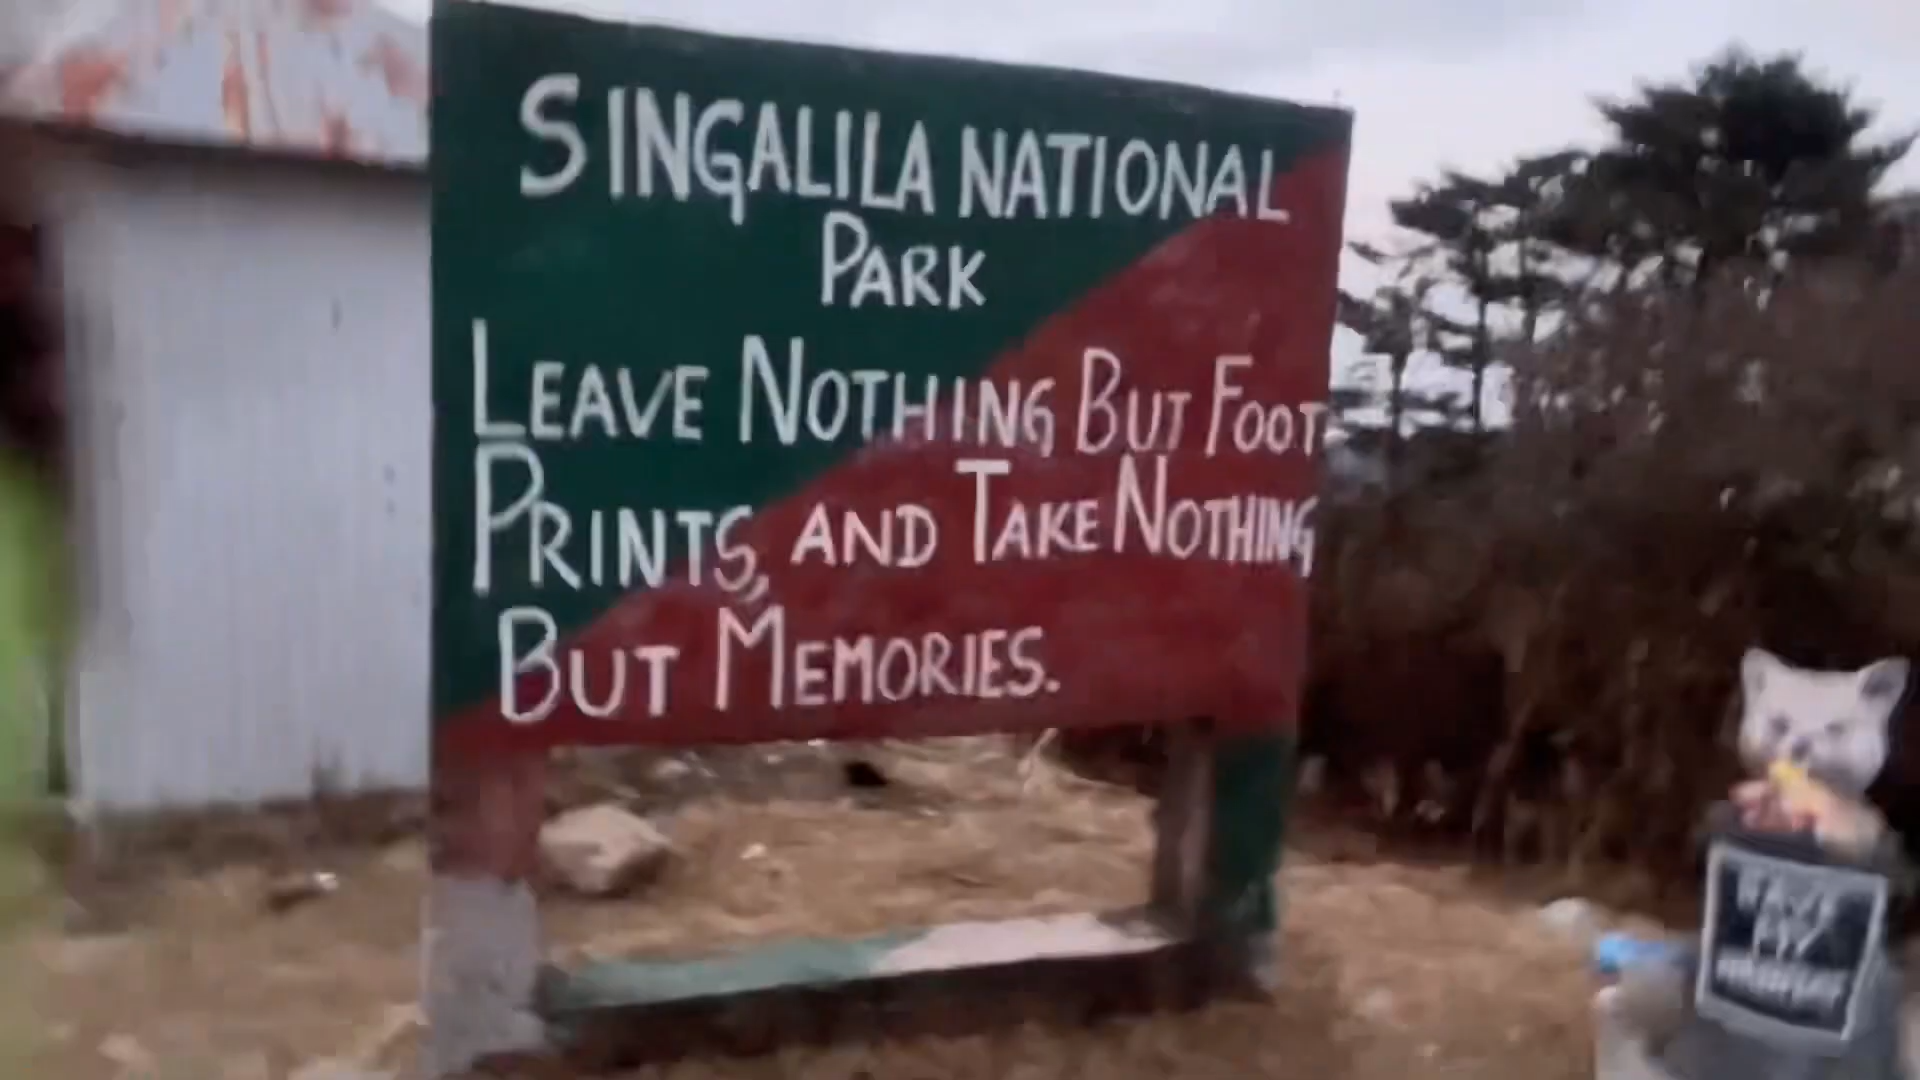 SINGALILA NATIONAL
PARK
LEAVE NOTHING BUT FOOT
PRINTS, AND TAKE NOTHING
BUT MEMORIES.